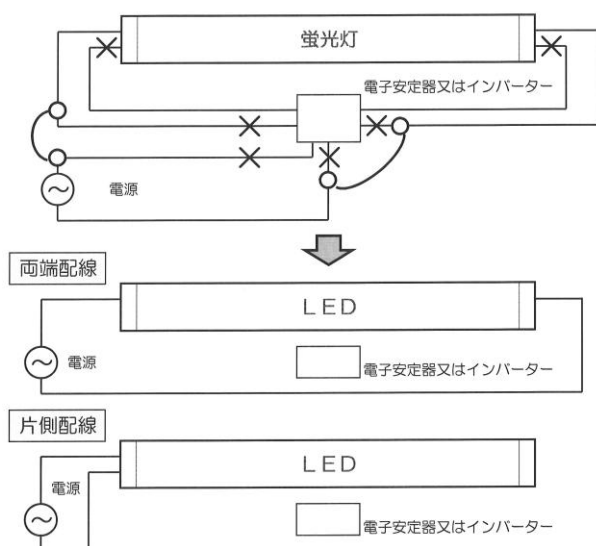 蛍光灯
電子安定器又はインバーター
電源
両端配線
LED
電源
電子安定器又はインバーター
片側配線
LED
電源
電子安定器又はインバーター